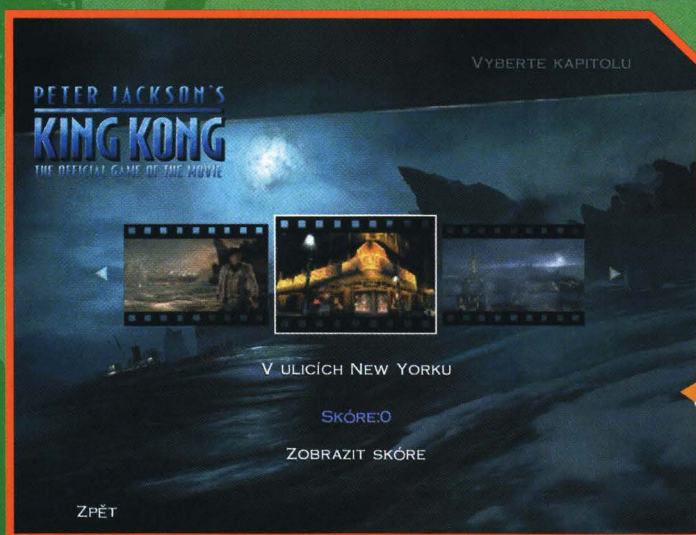 VYBERTE KAPITOLU
PETER JACKSON'S
KING KONG
THE OFFICIAL GAME OF THE MOVIE
V ULICÍCH NEW YORKU
SKÓRE:0
ZOBRAZIT SKÓRE
ZPĚT